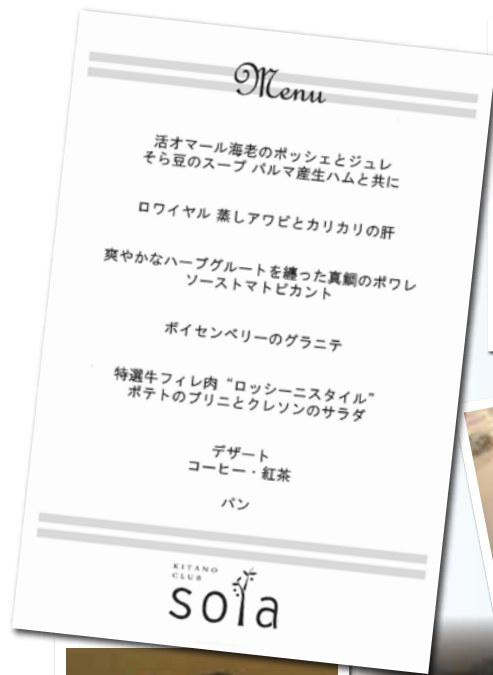 Menu
活オマール海老のポッシェとジュレ
そら豆のスープ パルマ産生ハムと共に
ロワイヤル 蒸しアワビとカリカリの肝
爽やかなハーブグルートを纏った真鯛のポワレ
ソーストマトピカント
ボイセンベリーのグラニテ
特選牛フィレ肉 “ロッシーニスタイル”
ポテトのブリニとクレソンのサラダ
デザート
コーヒー・紅茶
パン
KITANO
CLUB
sola